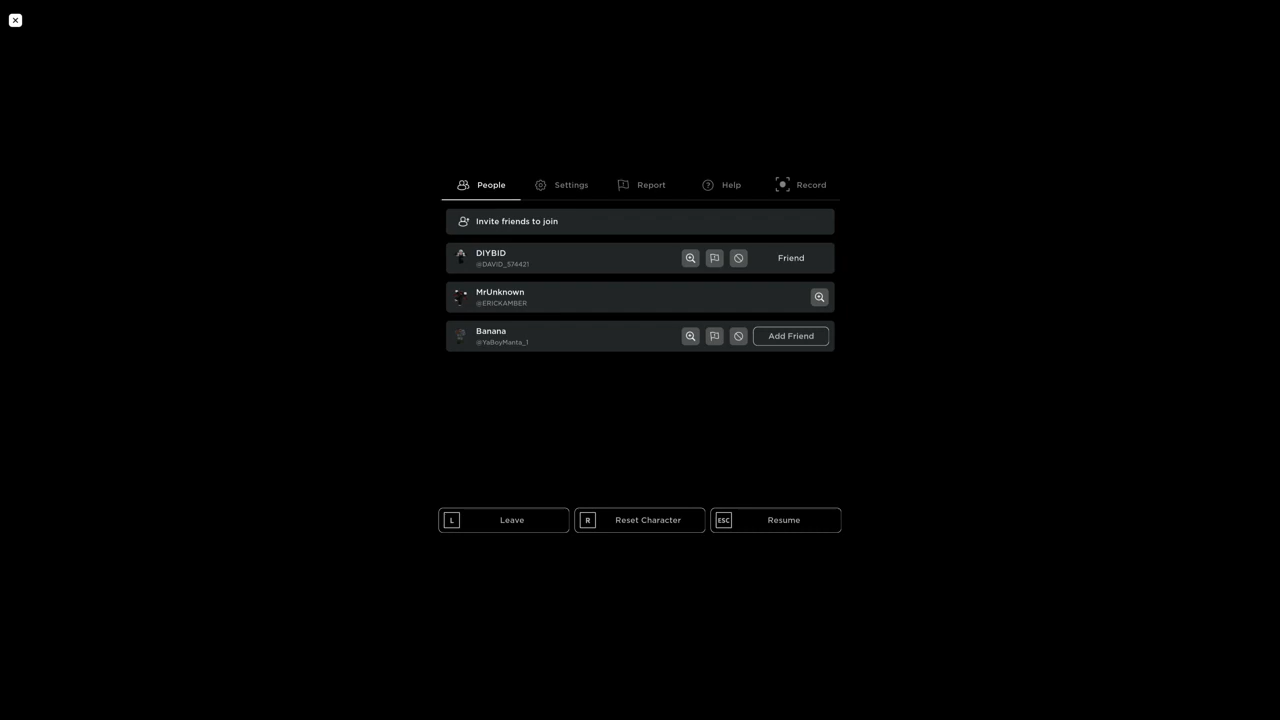 People
Settings
Report
Help
Record
Invite friends to join
DIYBID
@DAVID_574421
Friend
MrUnknown
@ERICKAMBER
Banana
@YaBoyManta_1
Add Friend
L Leave
R Reset Character
ESC Resume